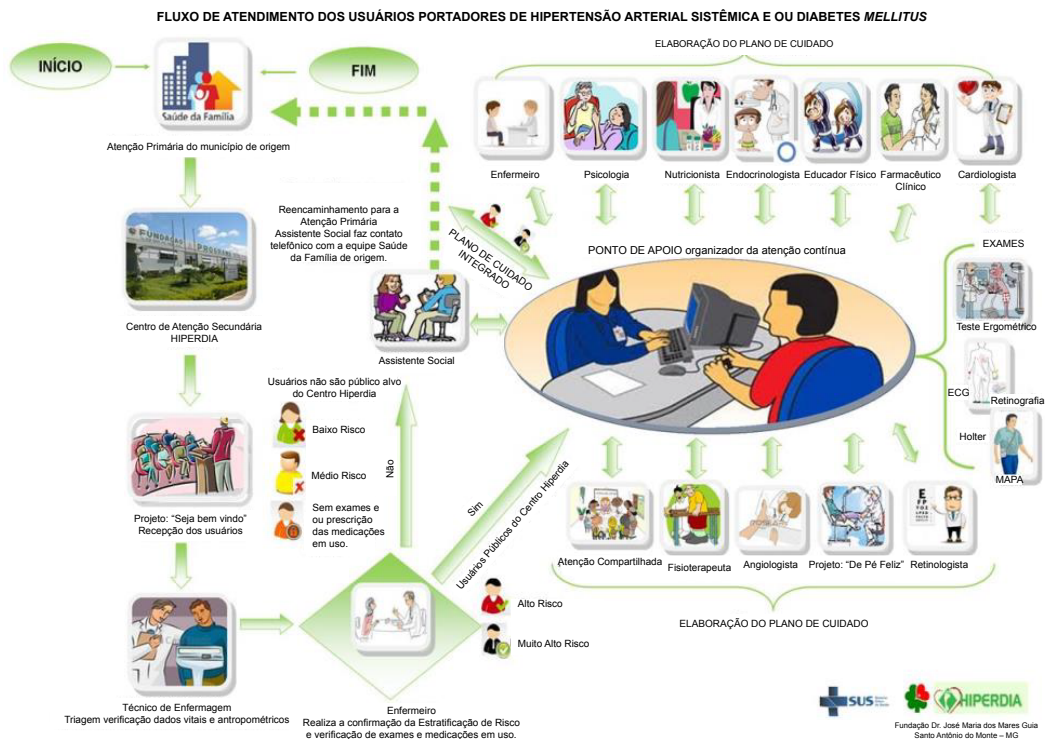 FLUXO DE ATENDIMENTO DOS USUÁRIOS PORTADORES DE HIPERTENSÃO ARTERIAL SISTÊMICA E OU DIABETES MELLITUS
INÍCIO
Saúde da Família
FIM
Atenção Primária do município de origem
ELABORAÇÃO DO PLANO DE CUIDADO
Enfermeiro
Psicologia
Nutricionista
Endocrinologista
Educador Físico
Farmacêutico
Clínico
Cardiologista
Reencaminhamento para a
Atenção Primária
Assistente Social faz contato
telefônico com a equipe Saúde
da Família de origem.
PLANO DE CUIDADO
INTEGRADO
PONTO DE APOIO organizador da atenção contínua
EXAMES
Teste Ergométrico
ECG
Retinografia
Holter
MAPA
FUNDAÇÃO
Centro de Atenção Secundária
HIPERDIA
Assistente Social
Usuários não são público alvo
do Centro Hiperdia
Baixo Risco
Médio Risco
Sem exames e
ou prescrição
das medicações
em uso.
Não
Sim
Usuários Públicos do Centro Hiperdia
Projeto: “Seja bem vindo”
Recepção dos usuários
Atenção Compartilhada
Fisioterapeuta
Angiologista
Projeto: “De Pé Feliz”
Retinologista
ELABORAÇÃO DO PLANO DE CUIDADO
Alto Risco
Muito Alto Risco
Técnico de Enfermagem
Triagem verificação dados vitais e antropométricos
Enfermeiro
Realiza a confirmação da Estratificação de Risco
e verificação de exames e medicações em uso.
SUS
HIPERDIA
Fundação Dr. José Maria dos Mares Guia
Santo Antônio do Monte – MG